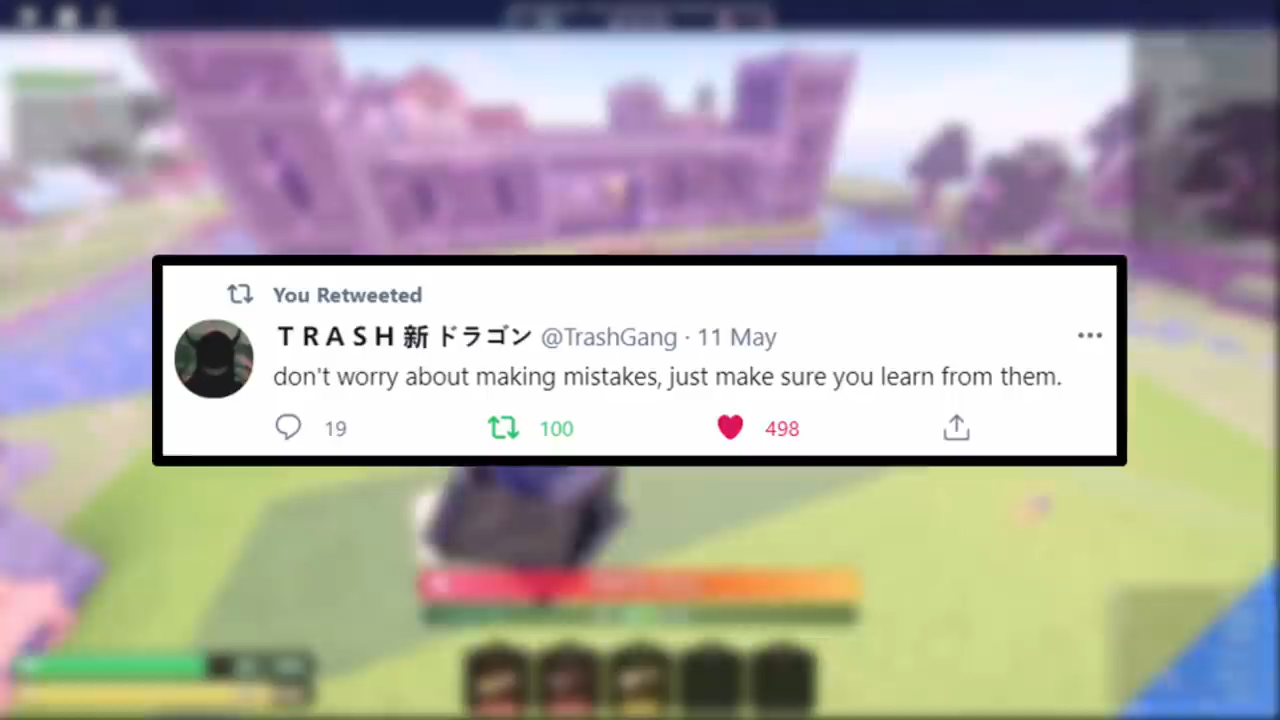 You Retweeted
T R A S H 新 ドラゴン @TrashGang · 11 May
don't worry about making mistakes, just make sure you learn from them.
19 100 498